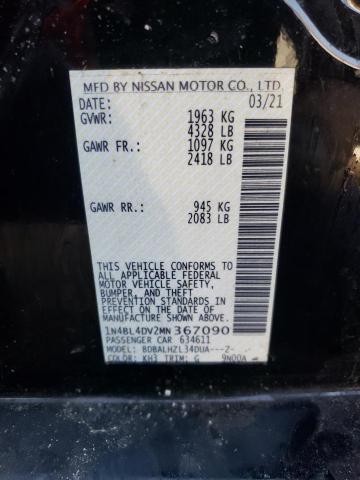 MFD BY NISSAN MOTOR CO., LTD.
DATE: 03/21
GVWR: 1963 KG
4328 LB
GAWR FR.: 1097 KG
2418 LB
GAWR RR.: 945 KG
2083 LB
THIS VEHICLE CONFORMS TO
ALL APPLICABLE FEDERAL
MOTOR VEHICLE SAFETY,
BUMPER, AND THEFT
PREVENTION STANDARDS IN
EFFECT ON THE DATE OF
MANUFACTURE SHOWN ABOVE.
1N4BL4DV2MN367090
PASSENGER CAR 634611
MODEL: BDBALHZL34DUA---Z-
COLOR: KH3 TRIM: G 9N00A